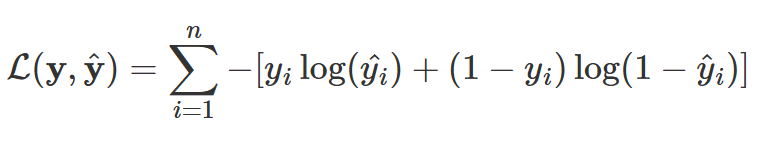 $\mathcal{L}(\mathbf{y}, \hat{\mathbf{y}}) = \sum_{i=1}^{n} -[y_i \log(\hat{y}_i) + (1 - y_i) \log(1 - \hat{y}_i)]$